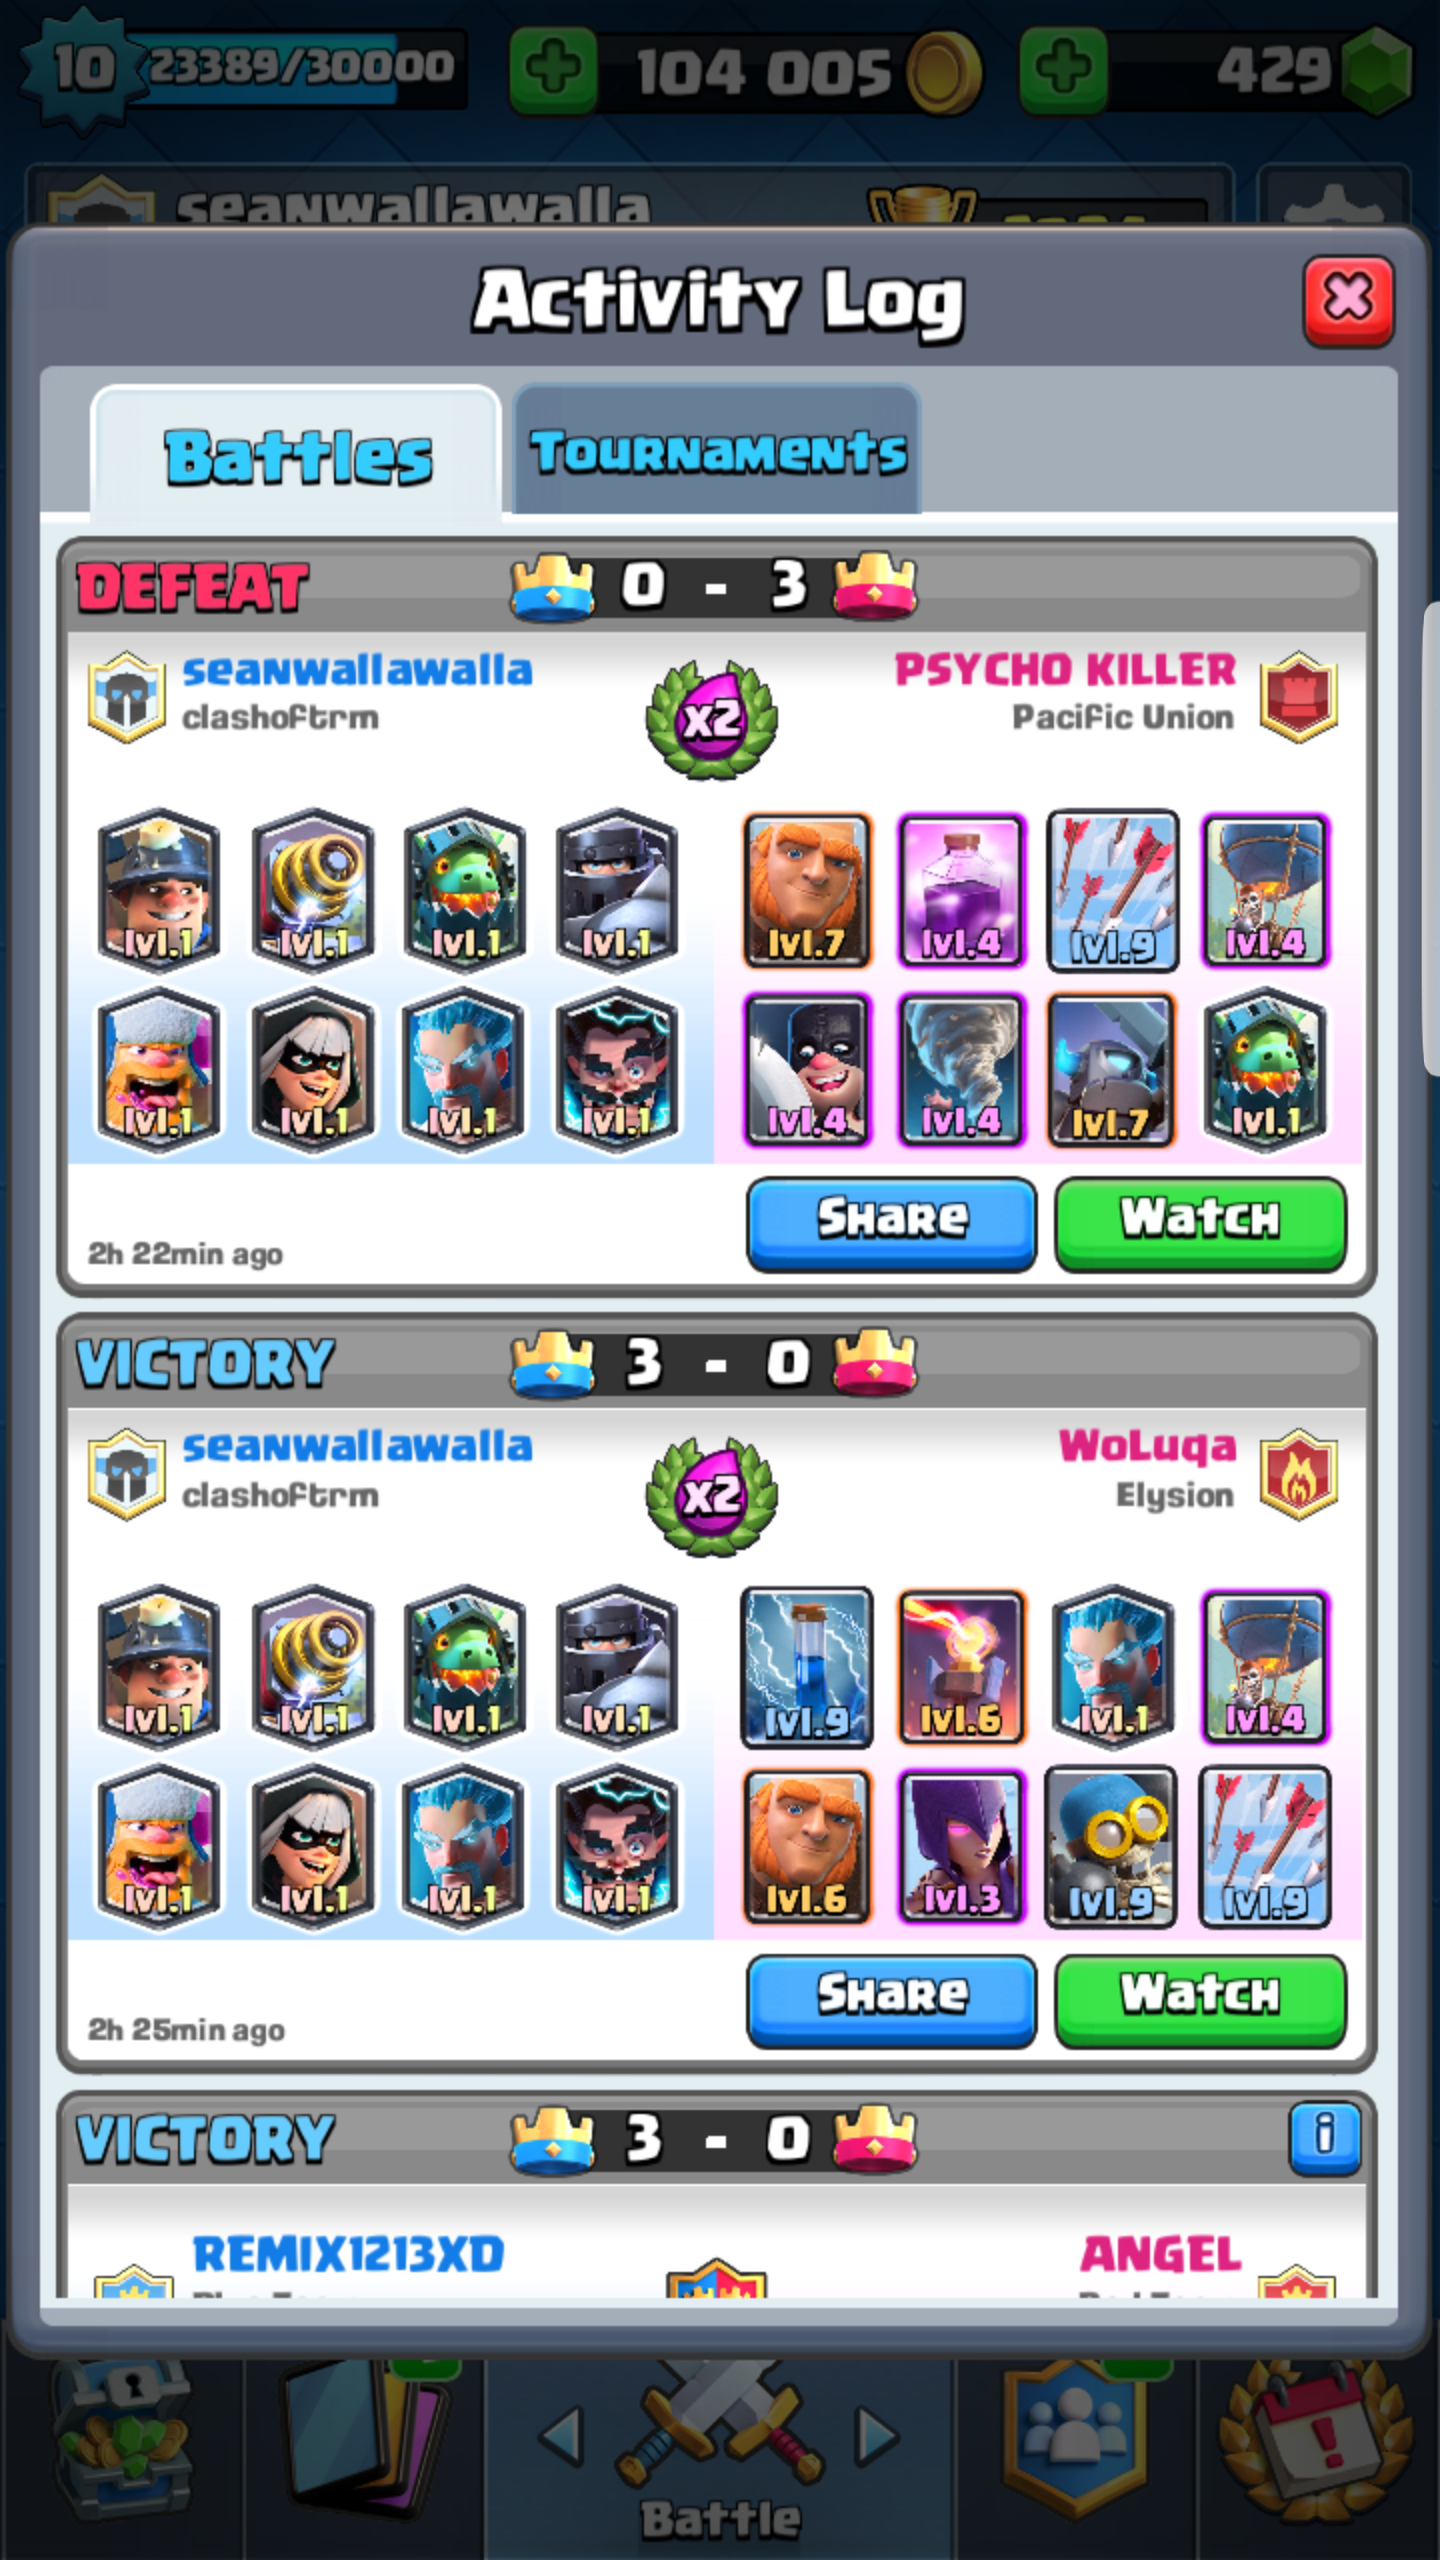 10 23389/30000 104 005 429
seanwallawalla
Activity Log
Battles Tournaments
DEFEAT 0 - 3
seanwallawalla x2 PSYCHO KILLER
clashoftrm Pacific Union
lvl.1 lvl.1 lvl.1 lvl.1 lvl.7 lvl.4 lvl.9 lvl.4
lvl.1 lvl.1 lvl.1 lvl.1 lvl.4 lvl.4 lvl.7 lvl.1
Share Watch
2h 22min ago
VICTORY 3 - 0
seanwallawalla x2 WoLuqa
clashoftrm Elysion
lvl.1 lvl.1 lvl.1 lvl.1 lvl.9 lvl.6 lvl.1 lvl.4
lvl.1 lvl.1 lvl.1 lvl.1 lvl.6 lvl.3 lvl.9 lvl.9
Share Watch
2h 25min ago
VICTORY 3 - 0 i
REMIX1213XD ANGEL
Battle